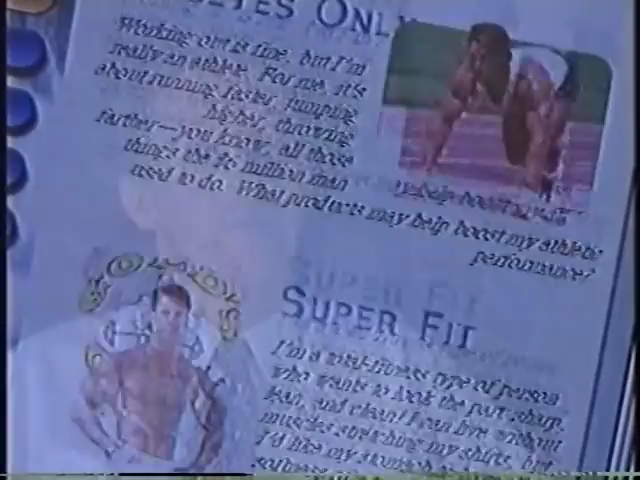 ETES ONLY
Working out is fine, but I'm
really an athlete. For me, it's
about running faster, jumping
higher, throwing
farther—you know, all those
things the $6 million man
used to do. What products may help boost my athletic
performance?
SUPER FIT
I'm a total-fitness type of person
who wants to look the part: sharp,
lean, and clean! I can live without
muscles stretching my shirts, but
I'd like my stomach